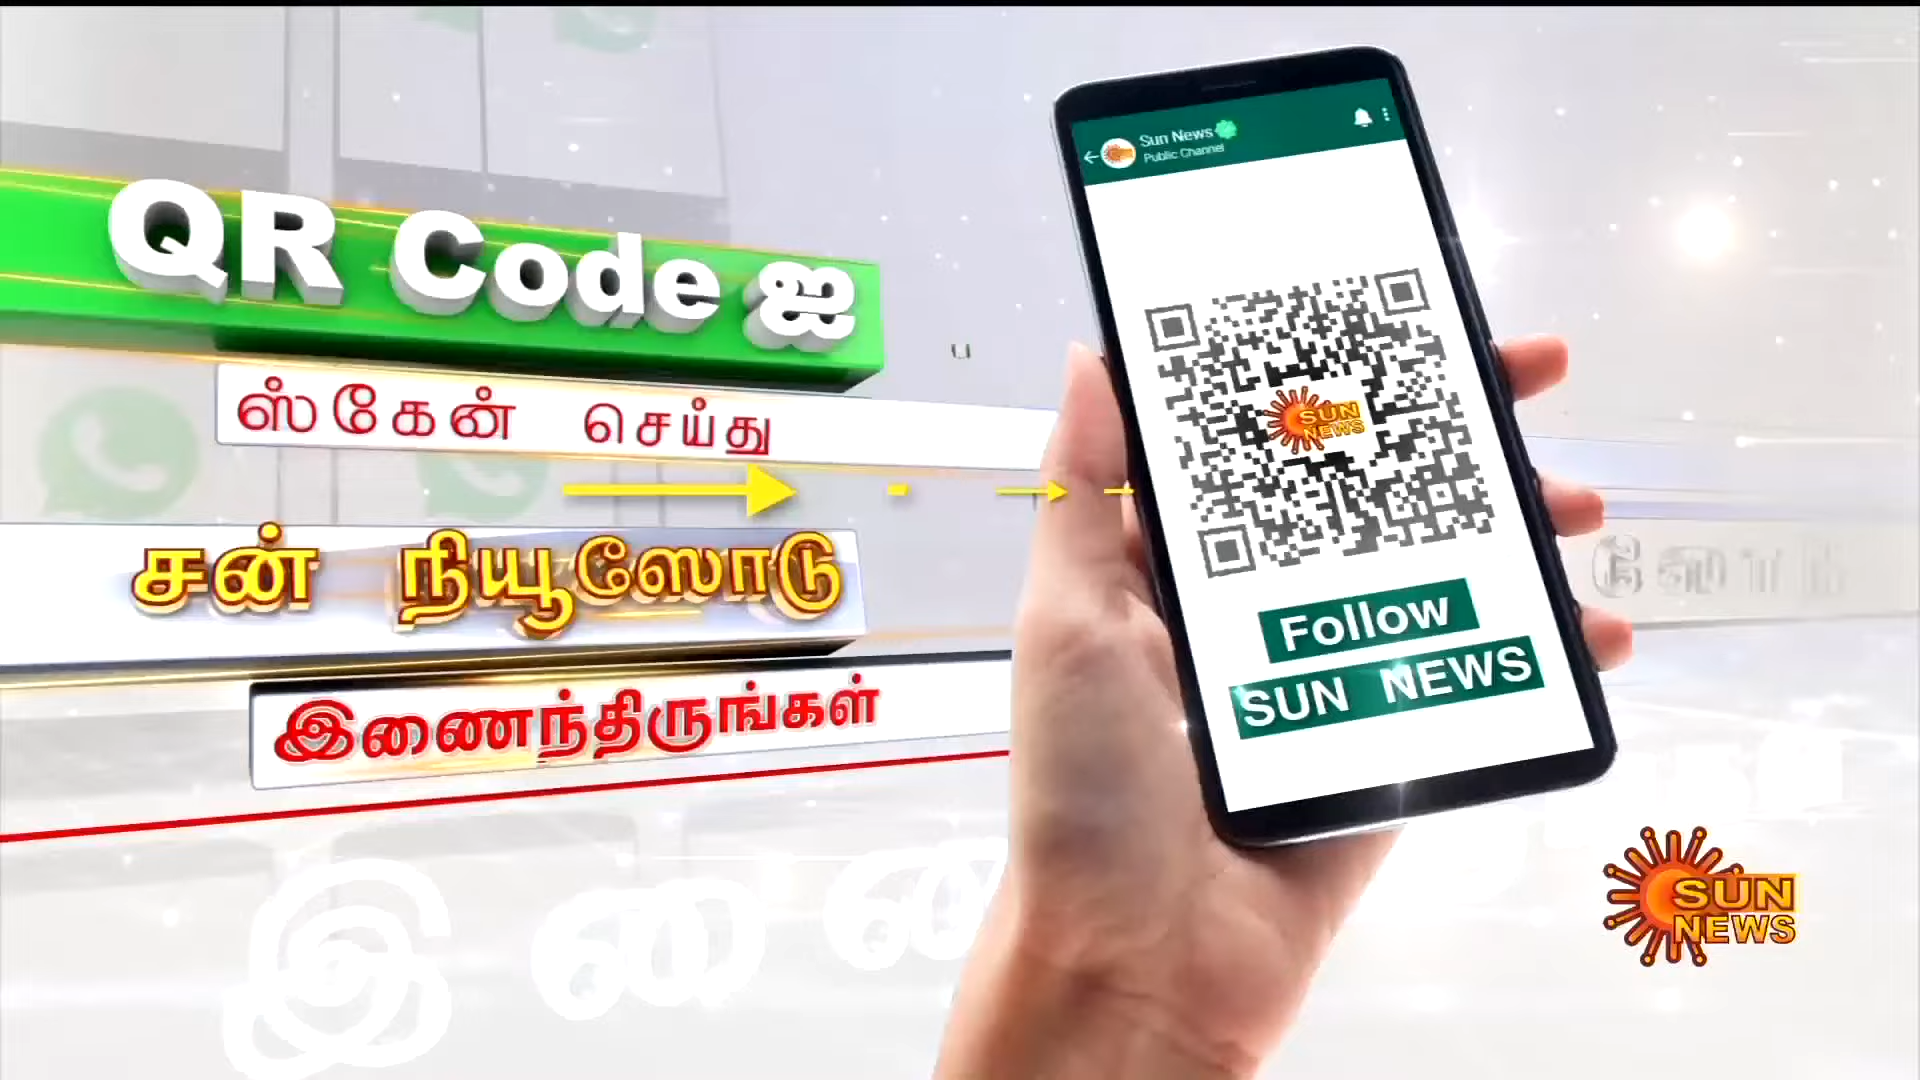 QR Code ஐ
ஸ்கேன் செய்து
சன் நியூஸோடு
இணைந்திருங்கள்
Sun News
Public Channel
SUN NEWS
Follow
SUN NEWS
SUN NEWS